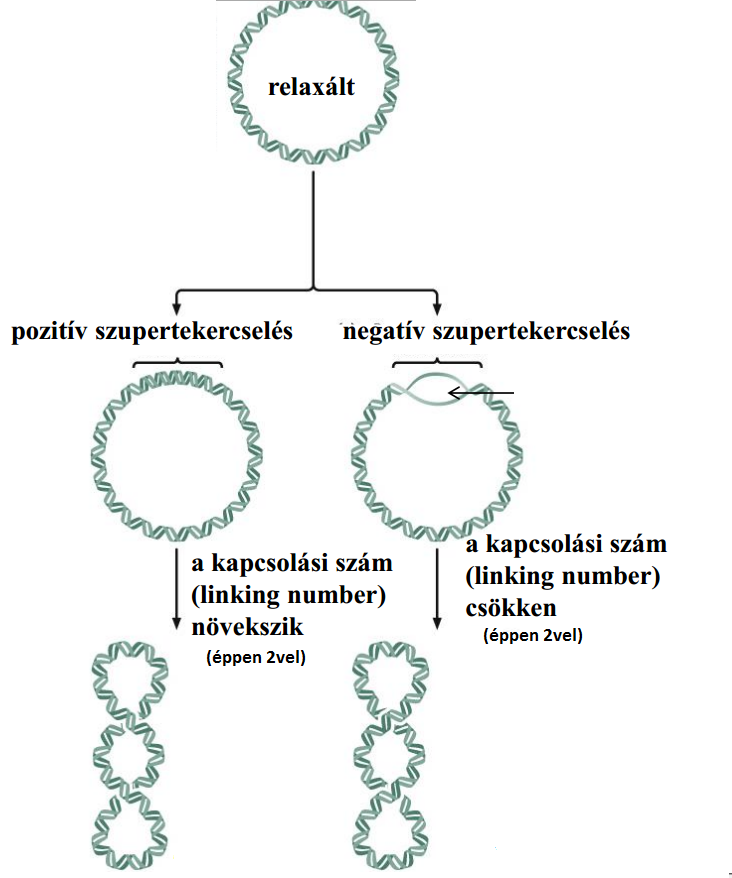 relaxált
pozitív szupertekercselés
negatív szupertekercselés
a kapcsolási szám
(linking number)
növekszik
(éppen 2vel)
a kapcsolási szám
(linking number)
csökken
(éppen 2vel)